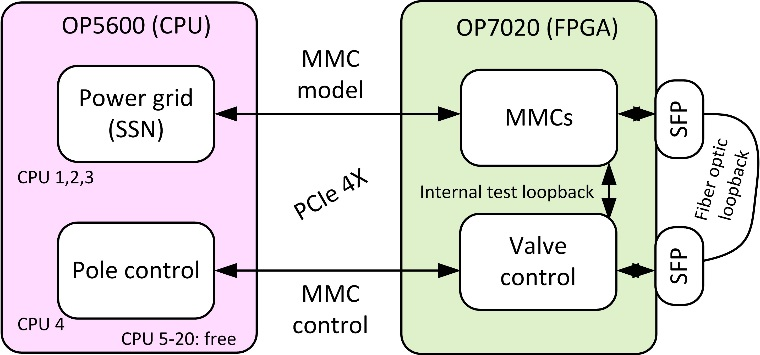 OP5600 (CPU)
Power grid
(SSN)
CPU 1,2,3
Pole control
CPU 4
CPU 5-20: free
MMC
model
PCIe 4X
MMC
control
OP7020 (FPGA)
MMCs
Internal test loopback
Valve
control
SFP
SFP
Fiber optic
loopback